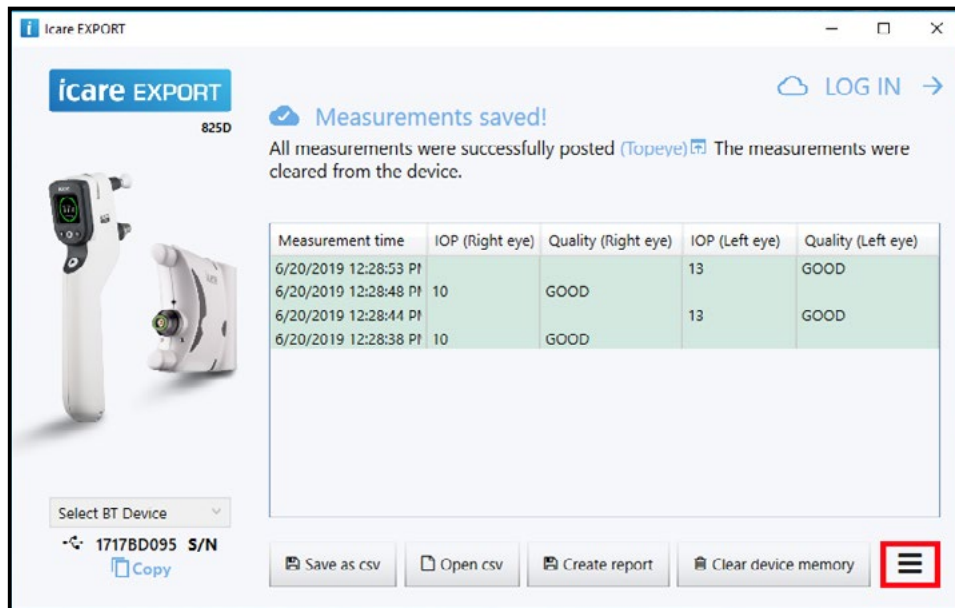 Icare EXPORT
icare EXPORT
825D
LOG IN
Measurements saved!
All measurements were successfully posted (Topeye) The measurements were
cleared from the device.
Measurement time IOP (Right eye) Quality (Right eye) IOP (Left eye) Quality (Left eye)
6/20/2019 12:28:53 PM 13 GOOD
6/20/2019 12:28:48 PM 10 GOOD
6/20/2019 12:28:44 PM 13 GOOD
6/20/2019 12:28:38 PM 10 GOOD
Select BT Device
1717BD095 S/N
Copy
Save as csv Open csv Create report Clear device memory